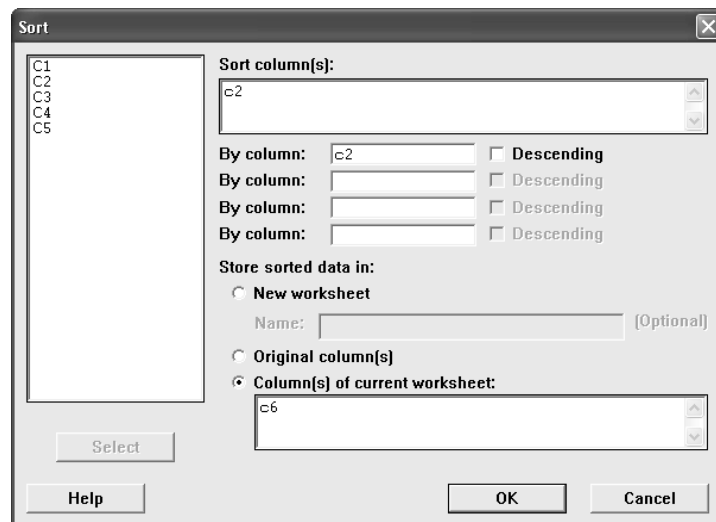 Sort
C1
C2
C3
C4
C5
Sort column(s):
c2
By column: c2 Descending
By column: Descending
By column: Descending
By column: Descending
Store sorted data in:
New worksheet
Name: (Optional)
Original column(s)
Column(s) of current worksheet:
c6
Select
Help OK Cancel